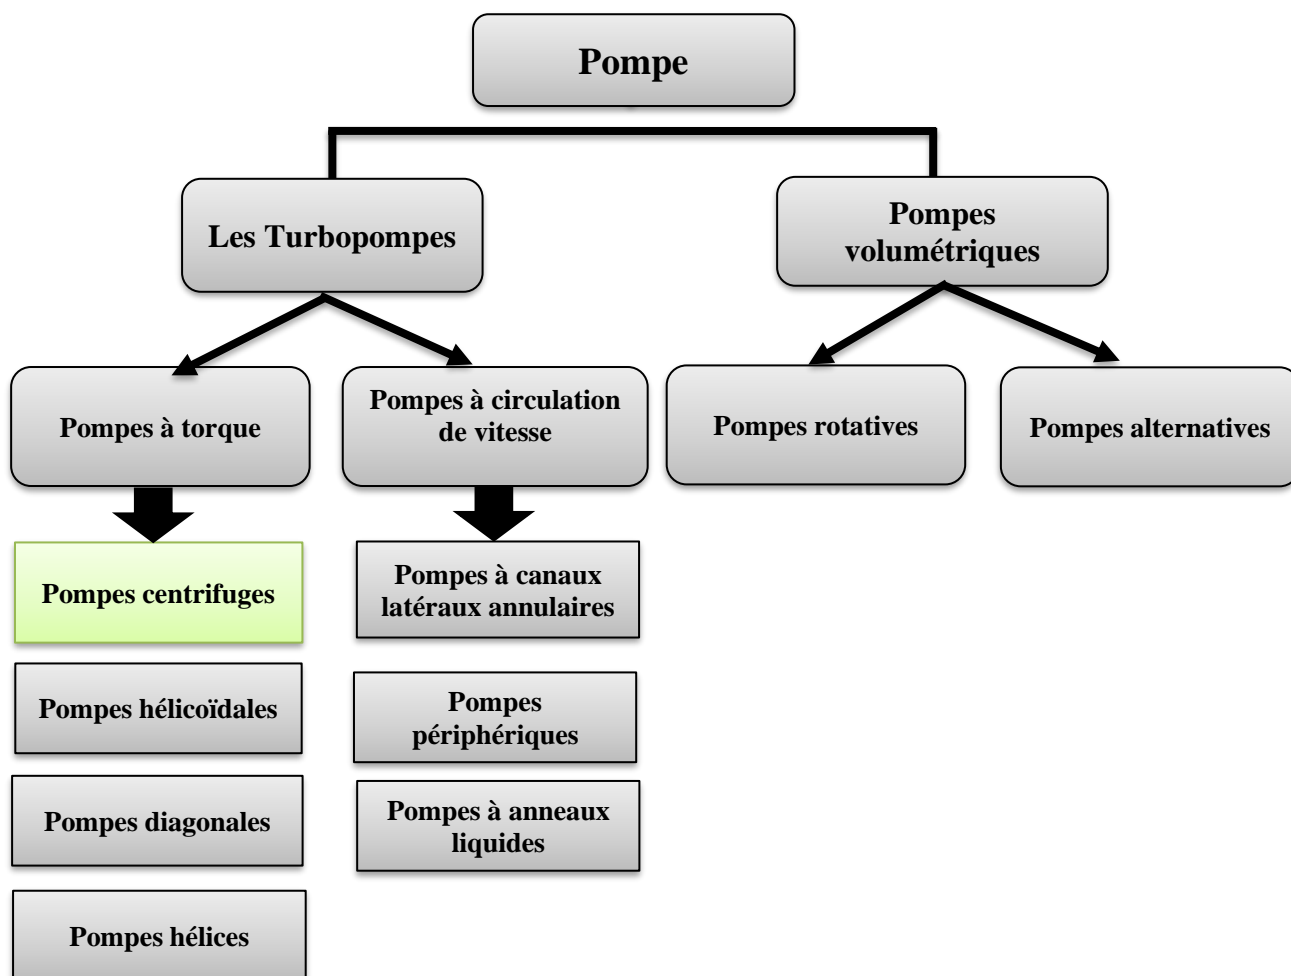 Pompe
Les Turbopompes
Pompes
volumétriques
Pompes à torque
Pompes à circulation
de vitesse
Pompes rotatives
Pompes alternatives
Pompes centrifuges
Pompes à canaux
latéraux annulaires
Pompes hélicoïdales
Pompes
périphériques
Pompes diagonales
Pompes à anneaux
liquides
Pompes hélices